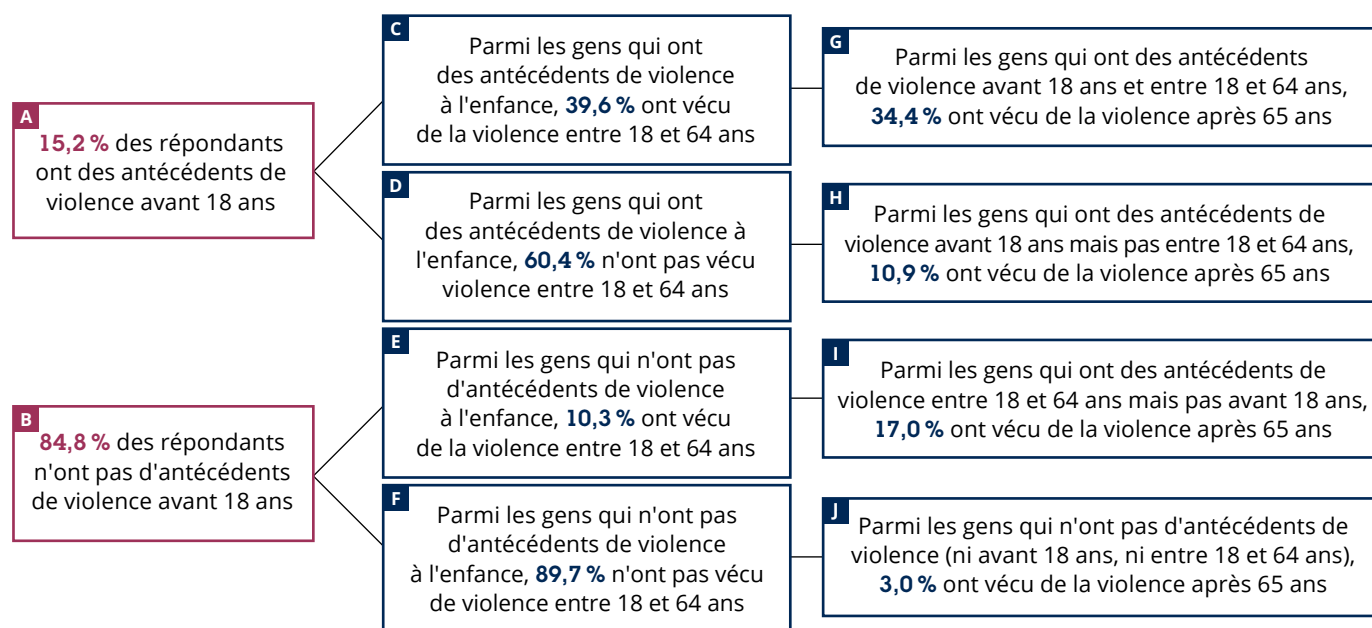 A
15,2 % des répondants
ont des antécédents de
violence avant 18 ans
B
84,8 % des répondants
n'ont pas d'antécédents
de violence avant 18 ans
C
Parmi les gens qui ont
des antécédents de violence
à l'enfance, 39,6 % ont vécu
de la violence entre 18 et 64 ans
D
Parmi les gens qui ont
des antécédents de violence à
l'enfance, 60,4 % n'ont pas vécu
violence entre 18 et 64 ans
E
Parmi les gens qui n'ont pas
d'antécédents de violence
à l'enfance, 10,3 % ont vécu
de la violence entre 18 et 64 ans
F
Parmi les gens qui n'ont pas
d'antécédents de violence
à l'enfance, 89,7 % n'ont pas vécu
de violence entre 18 et 64 ans
G
Parmi les gens qui ont des antécédents
de violence avant 18 ans et entre 18 et 64 ans,
34,4 % ont vécu de la violence après 65 ans
H
Parmi les gens qui ont des antécédents de
violence avant 18 ans mais pas entre 18 et 64 ans,
10,9 % ont vécu de la violence après 65 ans
I
Parmi les gens qui ont des antécédents de
violence entre 18 et 64 ans mais pas avant 18 ans,
17,0 % ont vécu de la violence après 65 ans
J
Parmi les gens qui n'ont pas d'antécédents de
violence (ni avant 18 ans, ni entre 18 et 64 ans),
3,0 % ont vécu de la violence après 65 ans